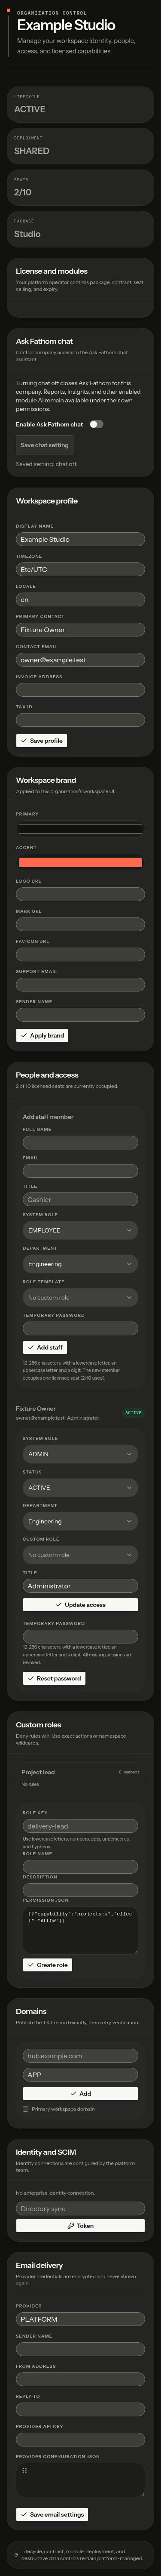 ORGANIZATION CONTROL
Example Studio
Manage your workspace identity, people,
access, and licensed capabilities.
LIFECYCLE
ACTIVE
DEPLOYMENT
SHARED
SEATS
2/10
PACKAGE
Studio
License and modules
Your platform operator controls package, contract, seat
ceiling, and expiry.
Ask Fathom chat
Control company access to the Ask Fathom chat
assistant.
Turning chat off closes Ask Fathom for this
company. Reports, Insights, and other enabled
module AI remain available under their own
permissions.
Enable Ask Fathom chat
Save chat setting
Saved setting: chat off.
Workspace profile
DISPLAY NAME
Example Studio
TIMEZONE
Etc/UTC
LOCALE
en
PRIMARY CONTACT
Fixture Owner
CONTACT EMAIL
owner@example.test
INVOICE ADDRESS
TAX ID
Save profile
Workspace brand
Applied to this organization's workspace UI.
PRIMARY
ACCENT
LOGO URL
MARK URL
FAVICON URL
SUPPORT EMAIL
SENDER NAME
Apply brand
People and access
2 of 10 licensed seats are currently occupied.
Add staff member
FULL NAME
EMAIL
TITLE
Cashier
SYSTEM ROLE
EMPLOYEE
DEPARTMENT
Engineering
ROLE TEMPLATE
No custom role
TEMPORARY PASSWORD
Add staff
12-256 characters, with a lowercase letter, an
uppercase letter and a digit. The new member
occupies one licensed seat (2/10 used).
Fixture Owner
owner@example.test · Administrator
ACTIVE
SYSTEM ROLE
ADMIN
STATUS
ACTIVE
DEPARTMENT
Engineering
CUSTOM ROLE
No custom role
TITLE
Administrator
Update access
TEMPORARY PASSWORD
12-256 characters, with a lowercase letter, an
uppercase letter and a digit. All existing sessions are
revoked.
Reset password
Custom roles
Deny rules win. Use exact actions or namespace
wildcards.
Project lead
0 members
No rules
ROLE KEY
delivery-lead
Use lowercase letters, numbers, dots, underscores,
and hyphens.
ROLE NAME
DESCRIPTION
PERMISSION JSON
[{"capability":"projects:*","effec
t":"ALLOW"}]
Create role
Domains
Publish the TXT record exactly, then retry verification.
hub.example.com
APP
Add
Primary workspace domain
Identity and SCIM
Identity connections are configured by the platform
team.
No enterprise identity connection.
Directory sync
Token
Email delivery
Provider credentials are encrypted and never shown
again.
PROVIDER
PLATFORM
SENDER NAME
FROM ADDRESS
REPLY-TO
PROVIDER API KEY
PROVIDER CONFIGURATION JSON
{}
Save email settings
Lifecycle, contract, module, deployment, and
destructive data controls remain platform-managed.